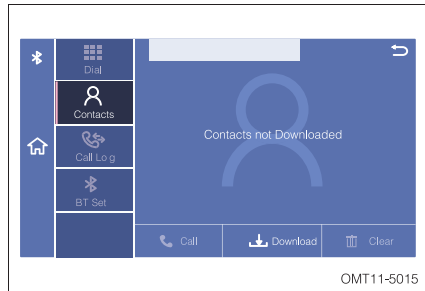 Dial
Contacts
Call Log
BT Set
Contacts not Downloaded
Call
Download
Clear
OMT11-5015